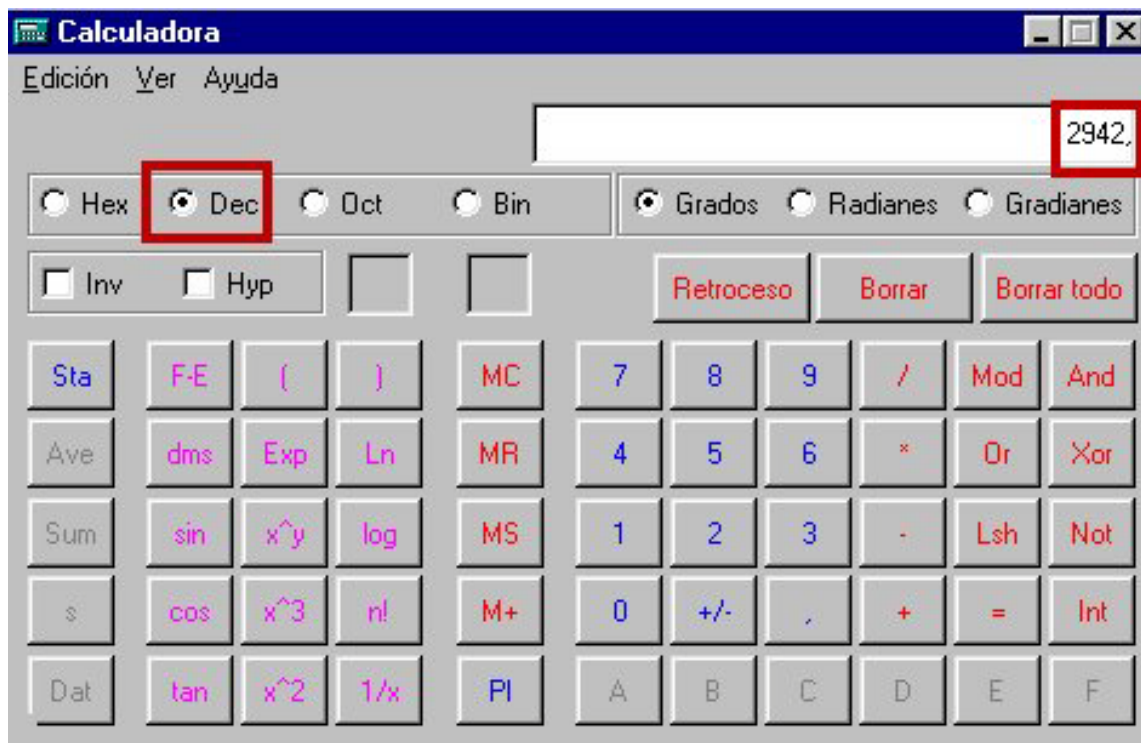 Calculadora
Edición Ver Ayuda
2942,
Hex Dec Oct Bin Grados Radianes Gradianes
Inv Hyp Retroceso Borrar Borrar todo
Sta F-E ( ) MC 7 8 9 / Mod And
Ave dms Exp Ln MR 4 5 6 * Or Xor
Sum sin x^y log MS 1 2 3 - Lsh Not
s cos x^3 n! M+ 0 +/- , + = Int
Dat tan x^2 1/x PI A B C D E F